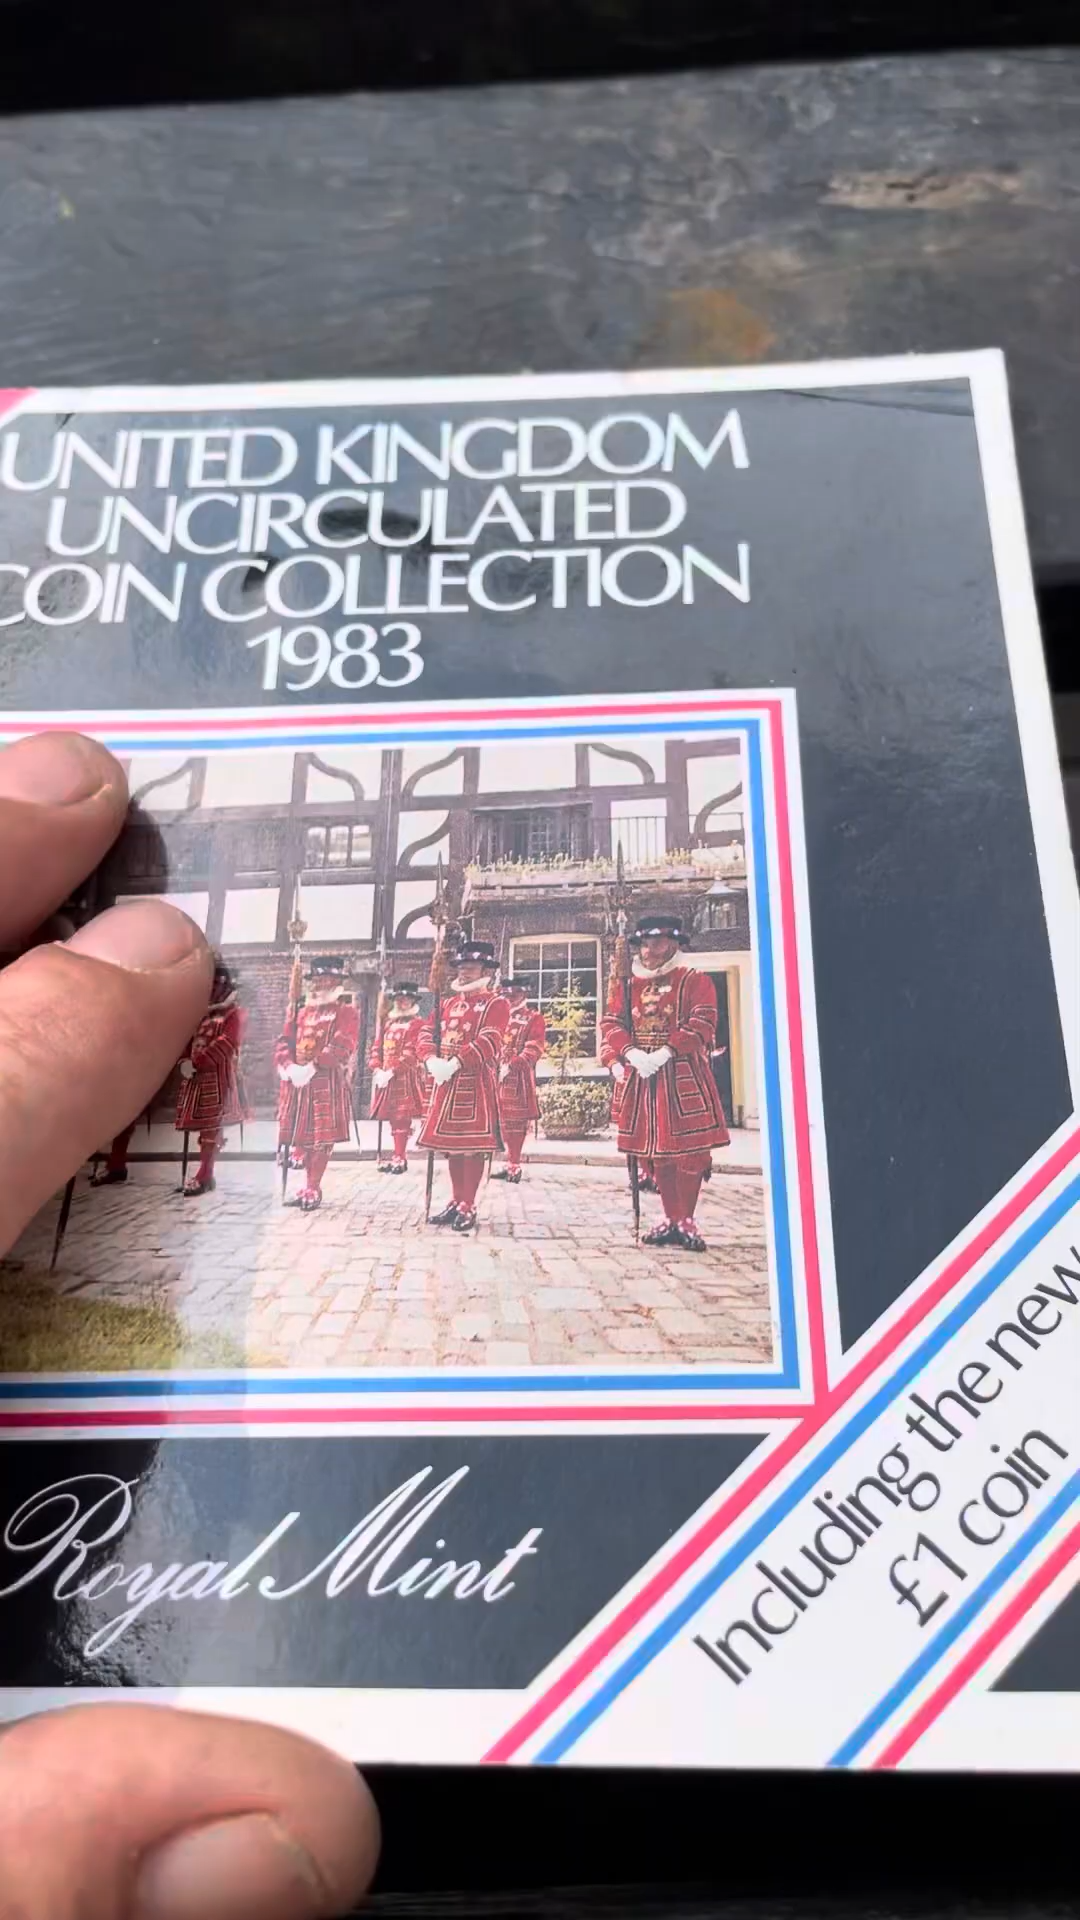 UNITED KINGDOM
UNCIRCULATED
COIN COLLECTION
1983
Royal Mint
Including the new
£1 coin